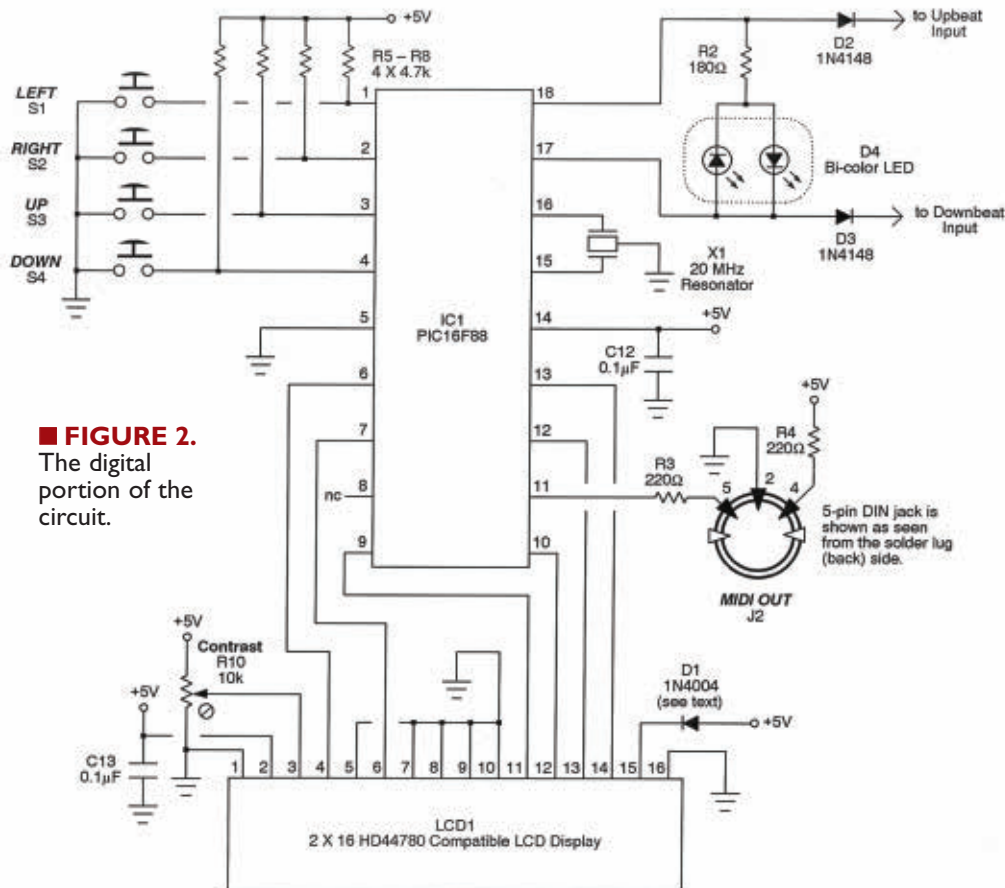 +5V
R5 – R8
4 X 4.7k
LEFT
S1
RIGHT
S2
UP
S3
DOWN
S4
1
2
3
4
5
6
7
nc
8
9
IC1
PIC16F88
18
17
16
15
14
13
12
11
10
R2
180Ω
D2
1N4148
to Upbeat
Input
D4
Bi-color LED
D3
1N4148
to Downbeat
Input
X1
20 MHz
Resonator
+5V
C12
0.1µF
+5V
R4
220Ω
R3
220Ω
5
2
4
5-pin DIN jack is
shown as seen
from the solder lug
(back) side.
MIDI OUT
J2
■ FIGURE 2.
The digital
portion of the
circuit.
+5V
Contrast
R10
10k
+5V
C13
0.1µF
D1
1N4004
(see text)
+5V
1 2 3 4 5 6 7 8 9 10 11 12 13 14 15 16
LCD1
2 X 16 HD44780 Compatible LCD Display